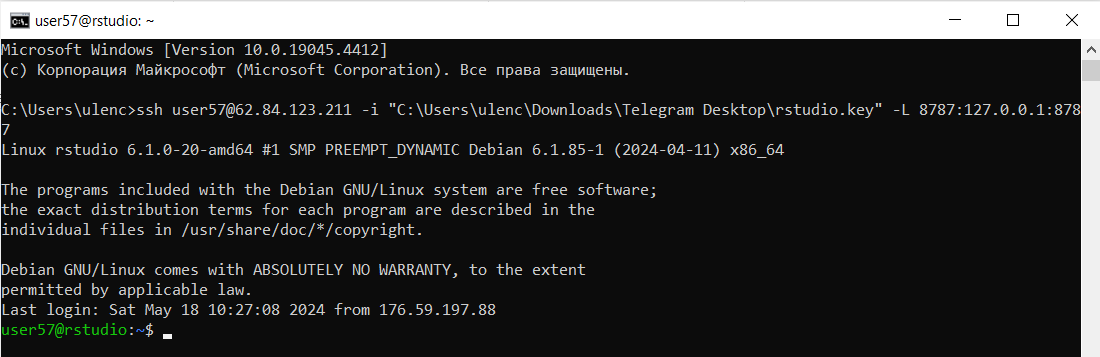 user57@rstudio: ~
Microsoft Windows [Version 10.0.19045.4412]
(c) Корпорация Майкрософт (Microsoft Corporation). Все права защищены.
C:\Users\ulenc>ssh user57@62.84.123.211 -i "C:\Users\ulenc\Downloads\Telegram Desktop\rstudio.key" -L 8787:127.0.0.1:878
7
Linux rstudio 6.1.0-20-amd64 #1 SMP PREEMPT_DYNAMIC Debian 6.1.85-1 (2024-04-11) x86_64
The programs included with the Debian GNU/Linux system are free software;
the exact distribution terms for each program are described in the
individual files in /usr/share/doc/*/copyright.
Debian GNU/Linux comes with ABSOLUTELY NO WARRANTY, to the extent
permitted by applicable law.
Last login: Sat May 18 10:27:08 2024 from 176.59.197.88
user57@rstudio:~$